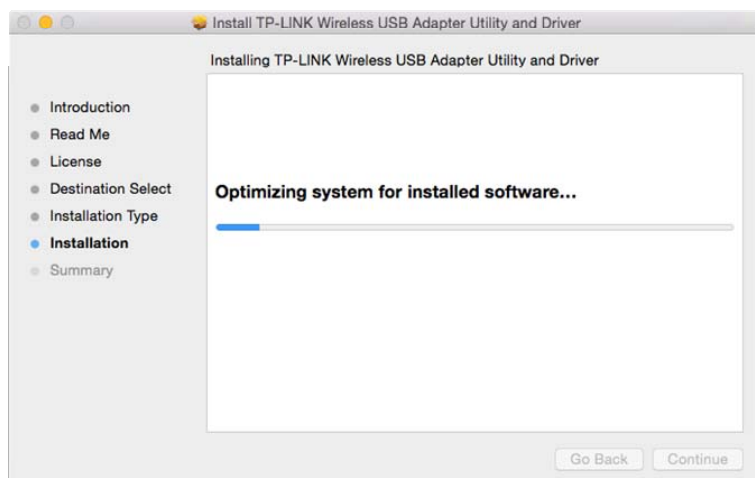 Install TP-LINK Wireless USB Adapter Utility and Driver
Installing TP-LINK Wireless USB Adapter Utility and Driver
Introduction
Read Me
License
Destination Select
Installation Type
Installation
Summary
Optimizing system for installed software...
Go Back
Continue